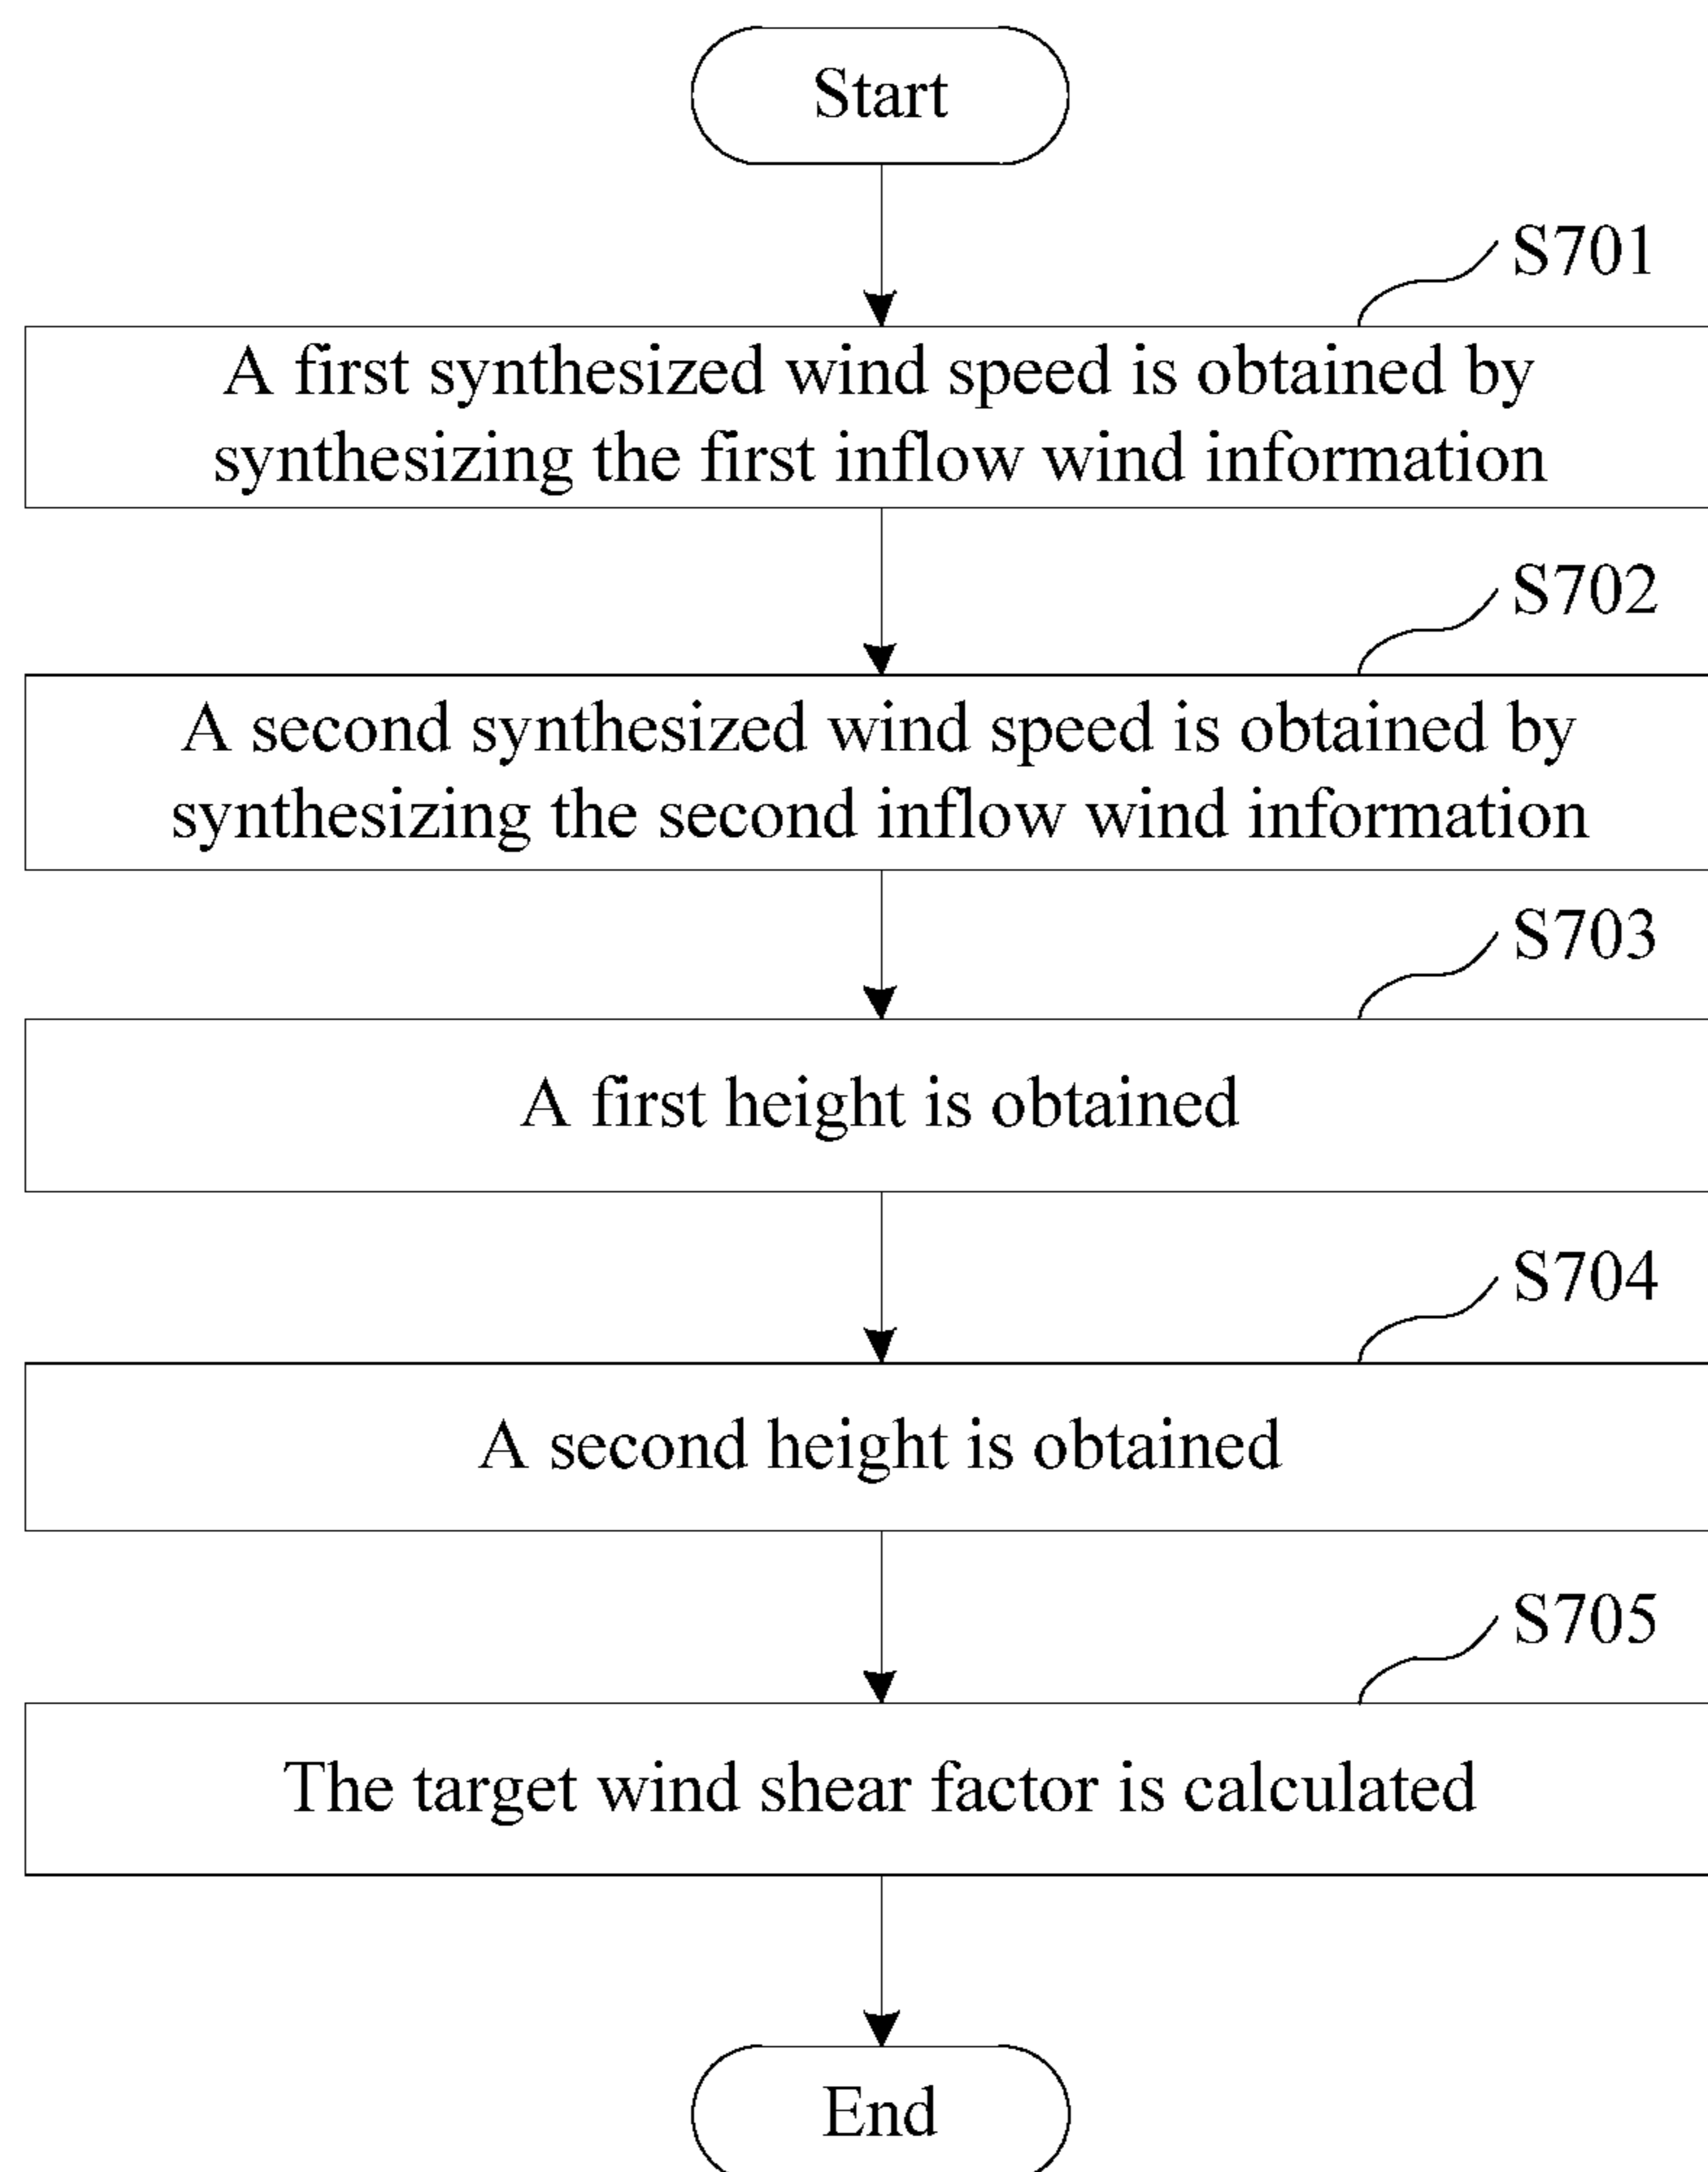 Start
S701
A first synthesized wind speed is obtained by
synthesizing the first inflow wind information
S702
A second synthesized wind speed is obtained by
synthesizing the second inflow wind information
S703
A first height is obtained
S704
A second height is obtained
S705
The target wind shear factor is calculated
End